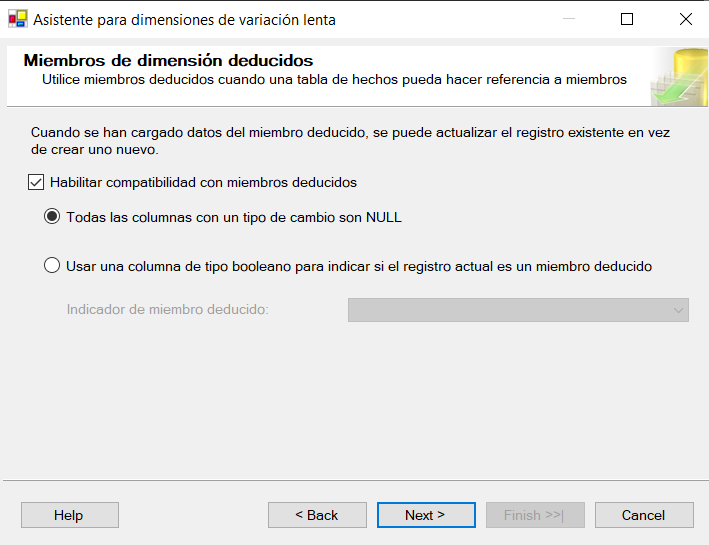 Asistente para dimensiones de variación lenta
Miembros de dimensión deducidos
Utilice miembros deducidos cuando una tabla de hechos pueda hacer referencia a miembros
Cuando se han cargado datos del miembro deducido, se puede actualizar el registro existente en vez
de crear uno nuevo.
Habilitar compatibilidad con miembros deducidos
Todas las columnas con un tipo de cambio son NULL
Usar una columna de tipo booleano para indicar si el registro actual es un miembro deducido
Indicador de miembro deducido:
Help
< Back
Next >
Finish >>|
Cancel